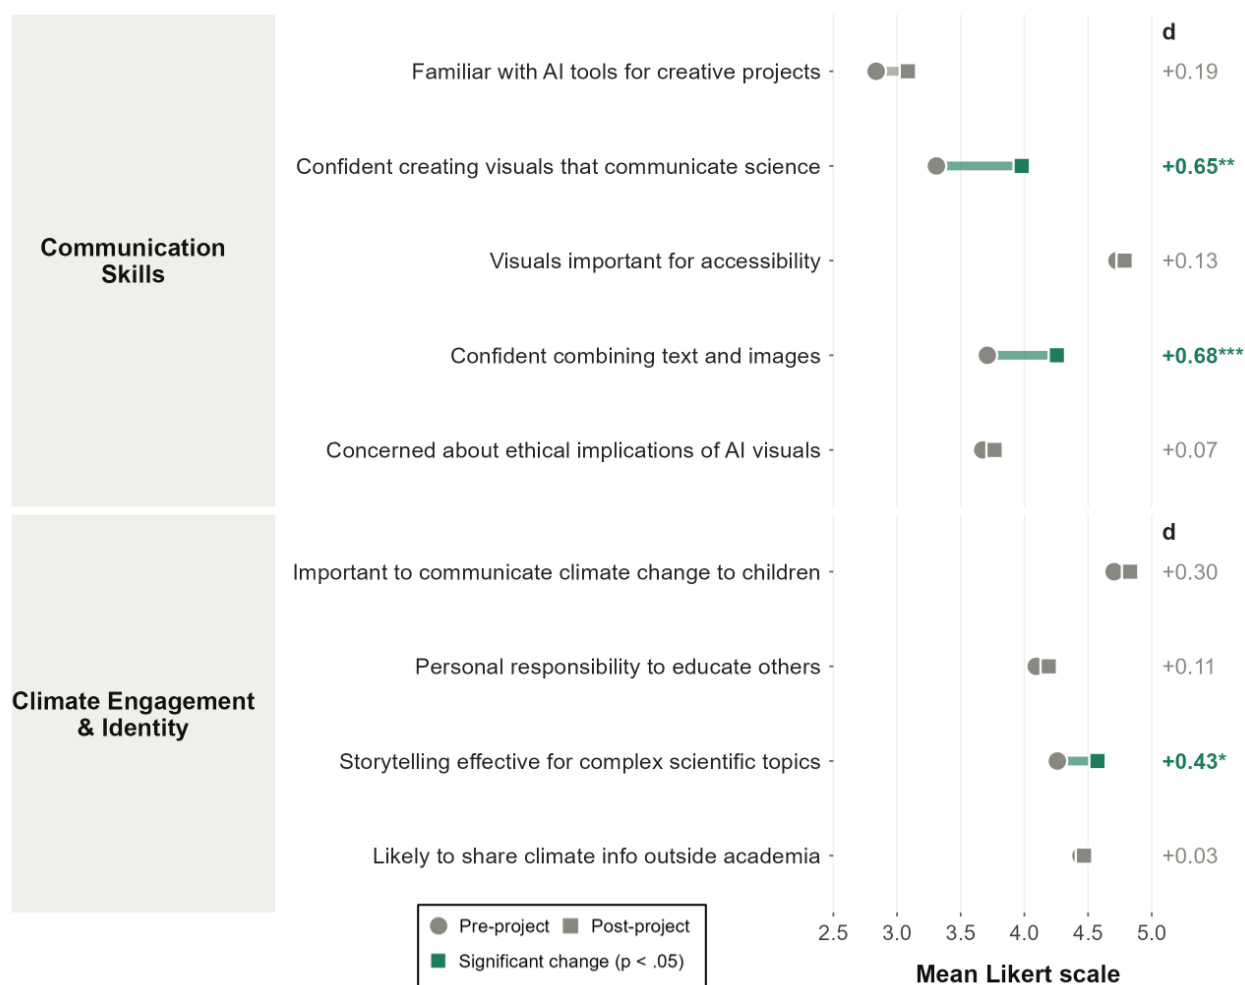 d
Familiar with AI tools for creative projects
+0.19
Confident creating visuals that communicate science
+0.65**
Communication
Skills
Visuals important for accessibility
+0.13
Confident combining text and images
+0.68***
Concerned about ethical implications of AI visuals
+0.07
d
Important to communicate climate change to children
+0.30
Personal responsibility to educate others
+0.11
Climate Engagement
& Identity
Storytelling effective for complex scientific topics
+0.43*
Likely to share climate info outside academia
+0.03
Pre-project Post-project
Significant change (p < .05)
2.5 3.0 3.5 4.0 4.5 5.0
Mean Likert scale